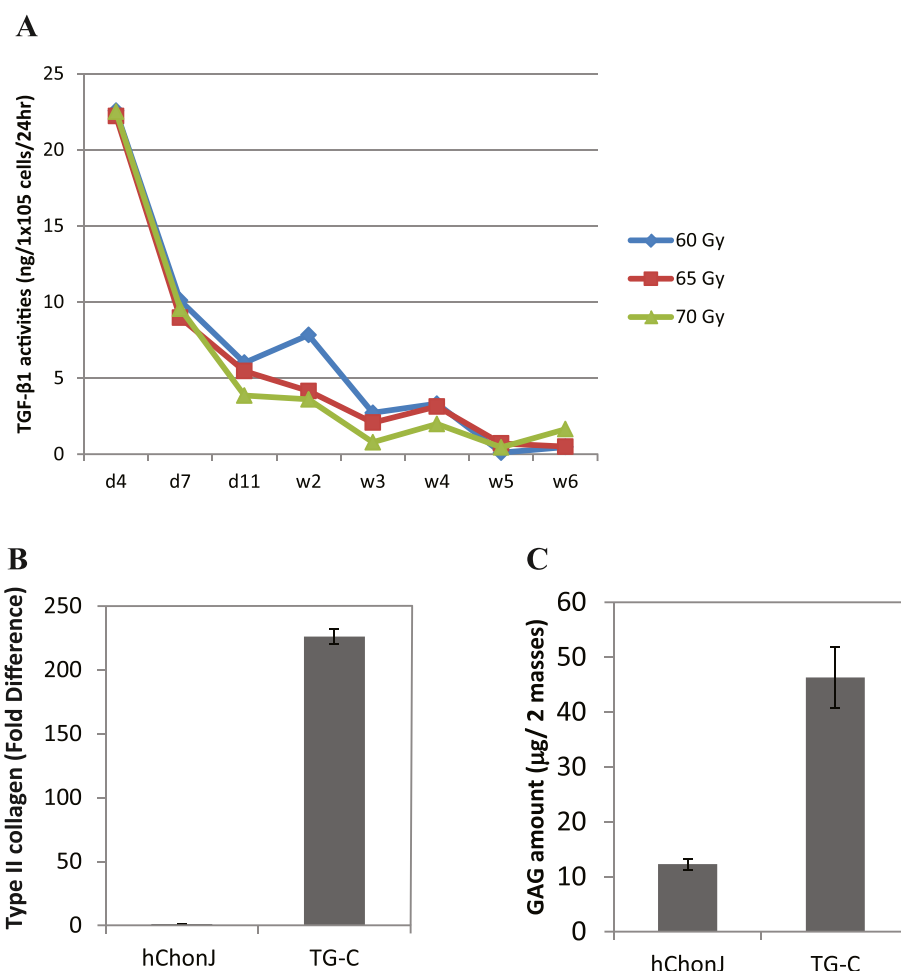 A
TGF-β1 activities (ng/1x105 cells/24hr)
25
20
15
10
5
0
d4 d7 d11 w2 w3 w4 w5 w6
60 Gy
65 Gy
70 Gy
B
Type II collagen (Fold Difference)
250
200
150
100
50
0
hChonJ TG-C
C
GAG amount (µg/ 2 masses)
60
50
40
30
20
10
0
hChonJ TG-C